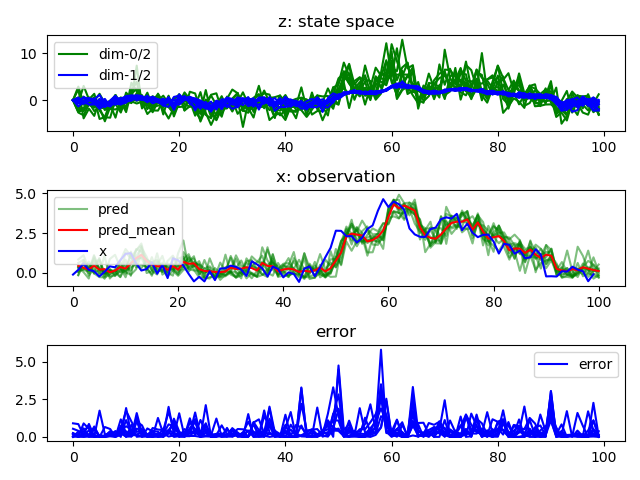 z: state space
10
0
dim-0/2
dim-1/2
0 20 40 60 80 100
x: observation
5.0
2.5
0.0
pred
pred_mean
x
0 20 40 60 80 100
error
5.0
2.5
0.0
error
0 20 40 60 80 100